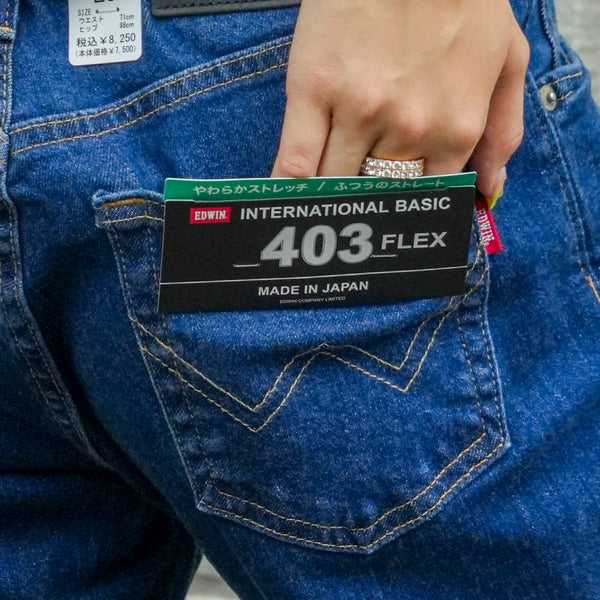 SIZE
ウエスト 71cm
ヒップ 88cm
税込¥8,250
(本体価格¥7,500)
やわらかストレッチ / ふつうのストレート
EDWIN. INTERNATIONAL BASIC
_403_FLEX
MADE IN JAPAN
EDWIN COMPANY LIMITED
EDWIN